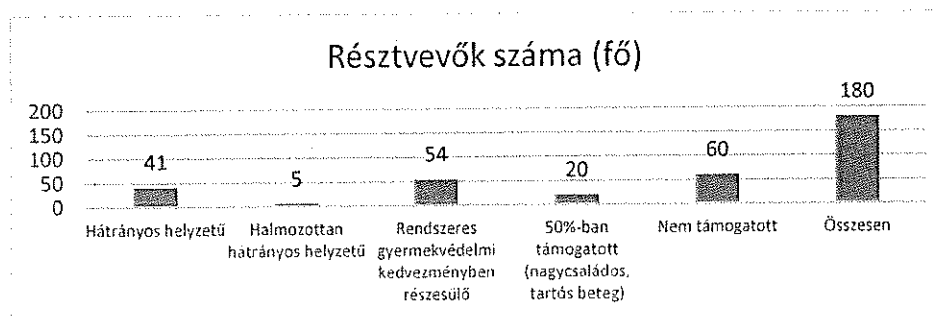 Résztvevők száma (fő)
200
150
100
50
0
41
5
54
20
60
180
Hátrányos helyzetű
Halmozottan
hátrányos helyzetű
Rendszeres
gyermekvédelmi
kedvezményben
részesülő
50%-ban
támogatott
(nagycsaládos,
tartós beteg)
Nem támogatott
Összesen